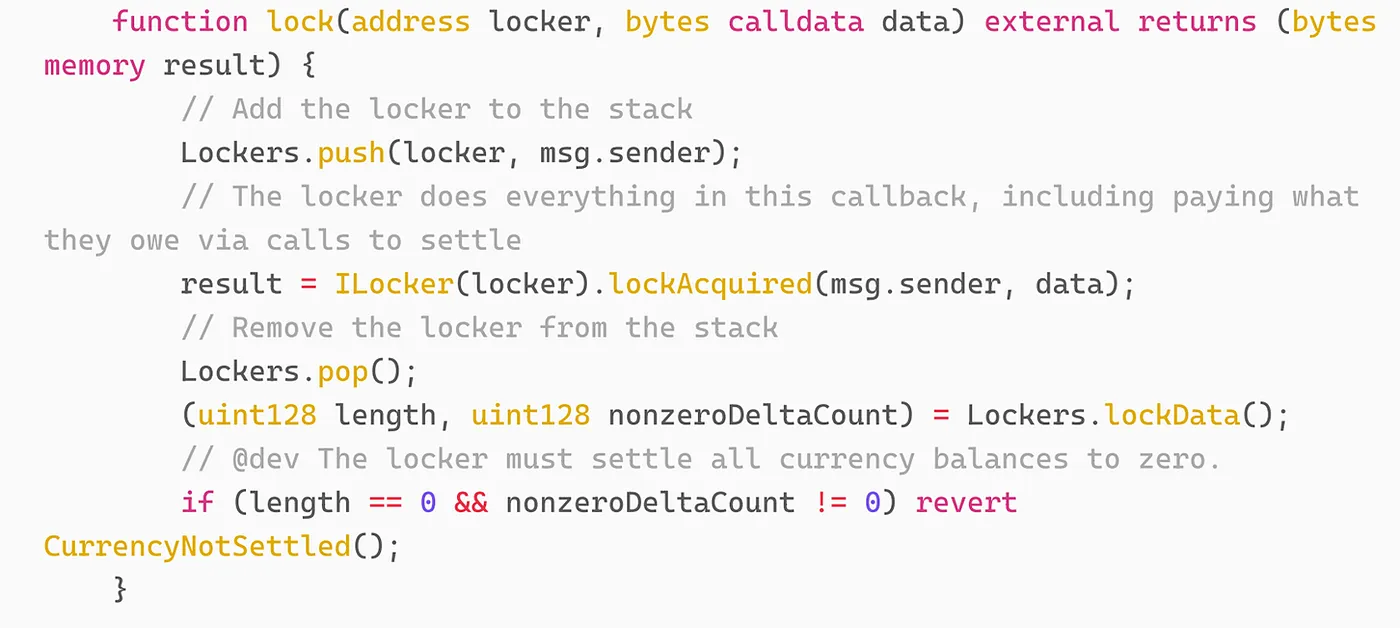 function lock(address locker, bytes calldata data) external returns (bytes
memory result) {
// Add the locker to the stack
Lockers.push(locker, msg.sender);
// The locker does everything in this callback, including paying what
they owe via calls to settle
result = ILocker(locker).lockAcquired(msg.sender, data);
// Remove the locker from the stack
Lockers.pop();
(uint128 length, uint128 nonzeroDeltaCount) = Lockers.lockData();
// @dev The locker must settle all currency balances to zero.
if (length == 0 && nonzeroDeltaCount != 0) revert
CurrencyNotSettled();
}